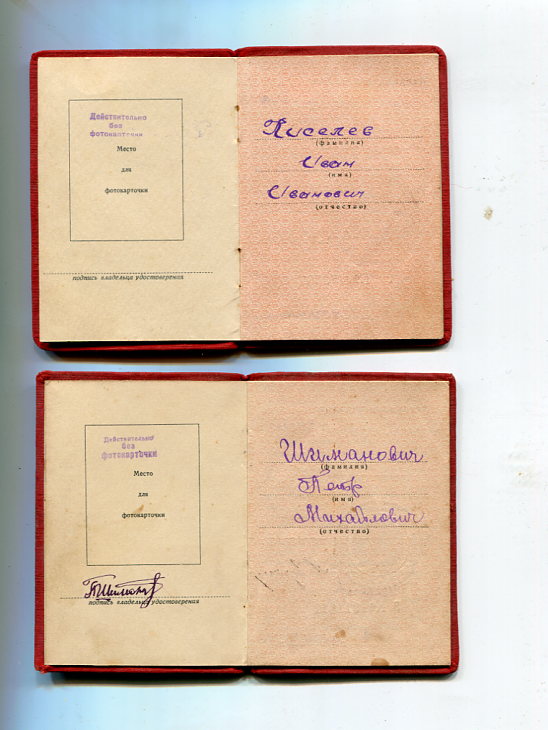 Действительно
без
фотокарточки
Место
для
фотокарточки
подпись владельца удостоверения
Киселев
(фамилия)
Иван
(имя)
Иванович
(отчество)
Действительно
без
фотокарточки
Место
для
фотокарточки
подпись владельца удостоверения
Шиманович
(фамилия)
Петр
(имя)
Михайлович
(отчество)